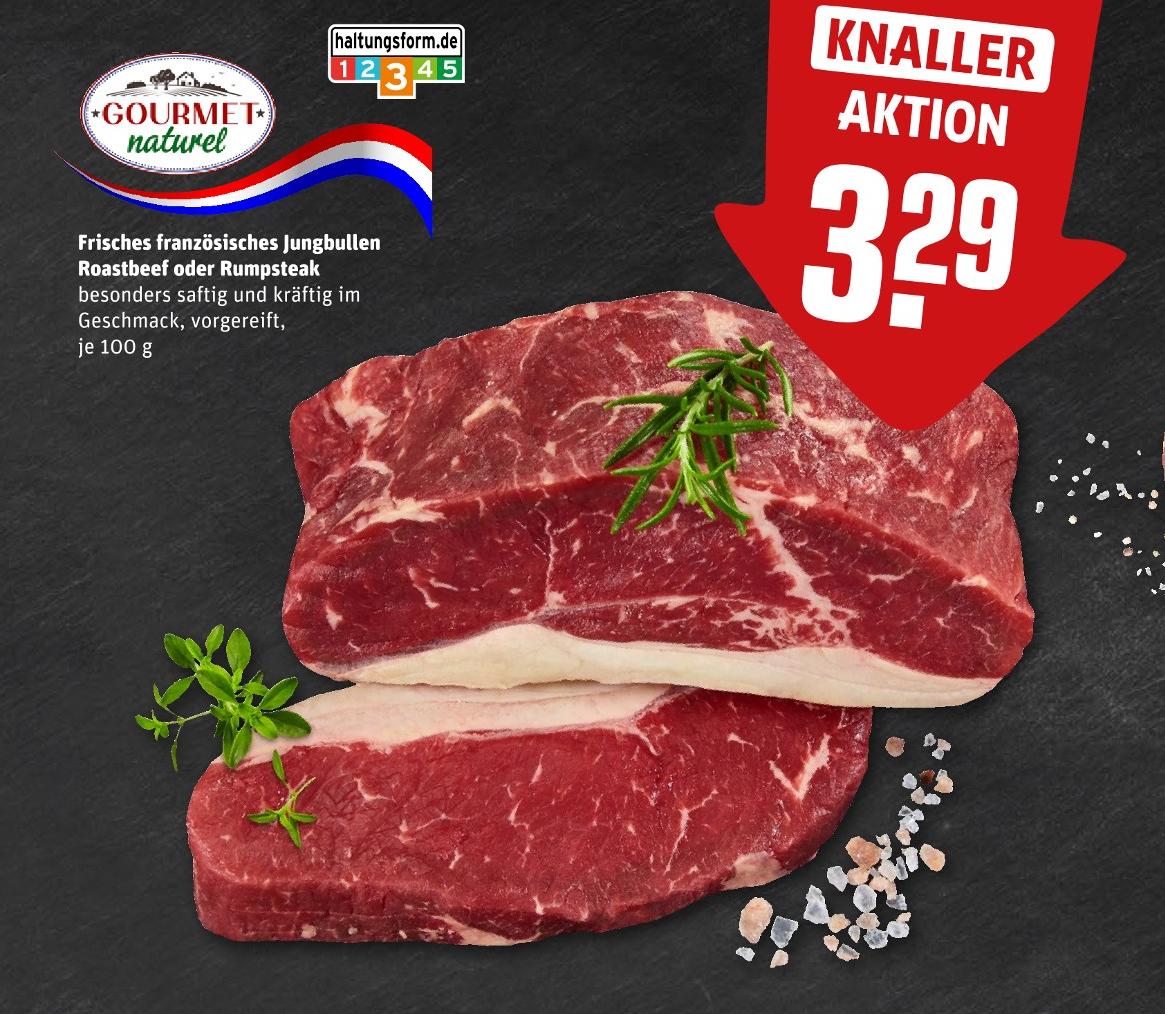 haltungsform.de
1 2 3 4 5
GOURMET
naturel
KNALLER
AKTION
3.29
Frisches französisches Jungbullen
Roastbeef oder Rumpsteak
besonders saftig und kräftig im
Geschmack, vorgereift,
je 100 g